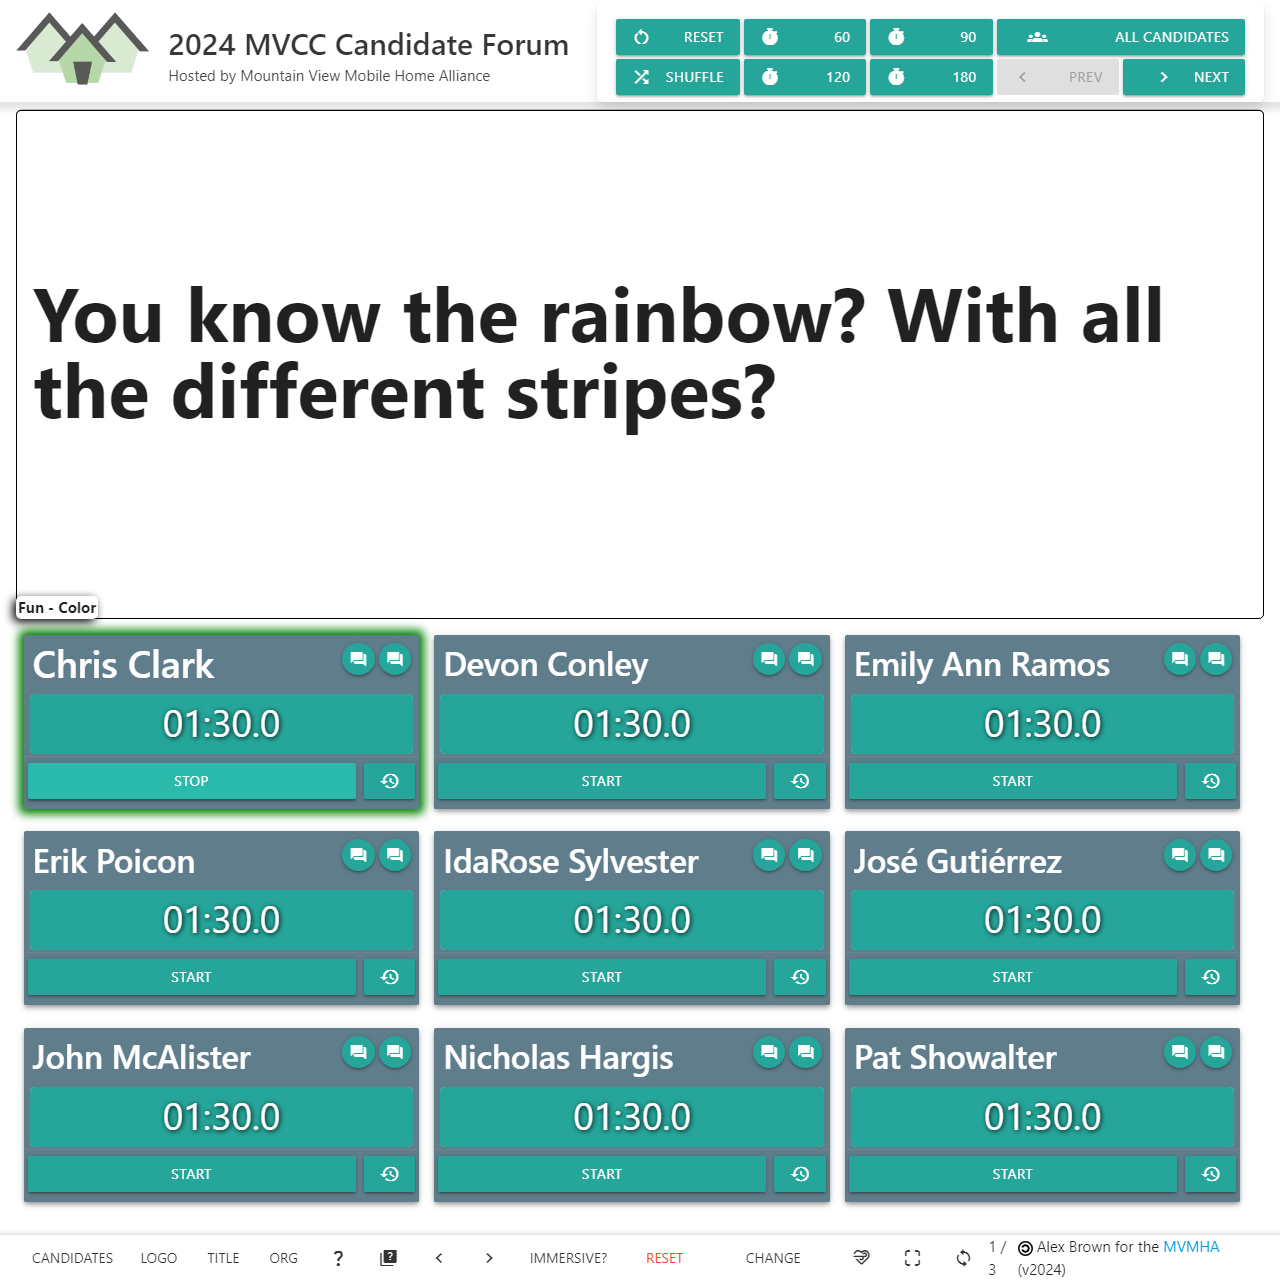 2024 MVCC Candidate Forum
Hosted by Mountain View Mobile Home Alliance
RESET 60 90 ALL CANDIDATES
SHUFFLE 120 180 PREV NEXT
You know the rainbow? With all
the different stripes?
Fun - Color
Chris Clark Devon Conley Emily Ann Ramos
01:30.0 01:30.0 01:30.0
STOP START START
Erik Poicon IdaRose Sylvester José Gutiérrez
01:30.0 01:30.0 01:30.0
START START START
John McAlister Nicholas Hargis Pat Showalter
01:30.0 01:30.0 01:30.0
START START START
CANDIDATES LOGO TITLE ORG ? IMMERSIVE? RESET CHANGE 1 / Alex Brown for the MVMHA
3 (v2024)